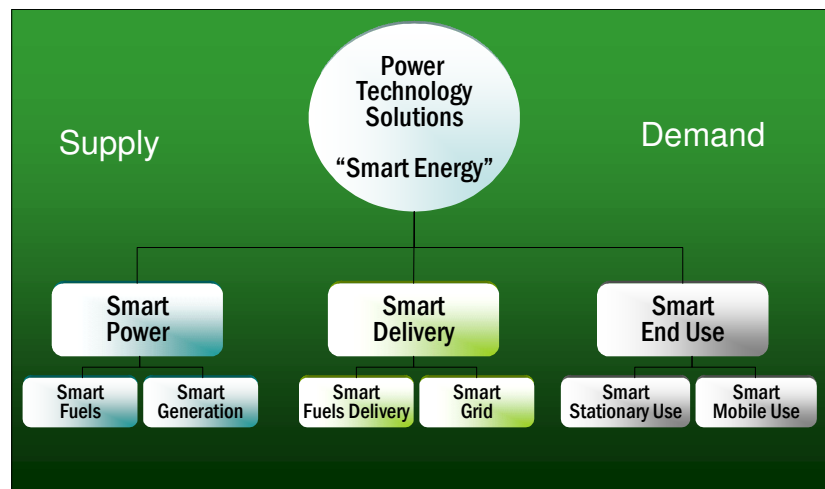 Power
Technology
Solutions
“Smart Energy”
Supply
Demand
Smart
Power
Smart
Delivery
Smart
End Use
Smart
Fuels
Smart
Generation
Smart
Fuels Delivery
Smart
Grid
Smart
Stationary Use
Smart
Mobile Use